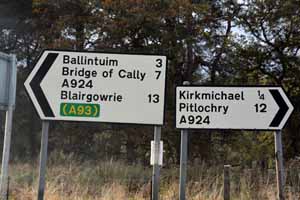 Ballintuim 3
Bridge of Cally 7
A924
Blairgowrie 13
(A93)
Kirkmichael ¼
Pitlochry 12
A924